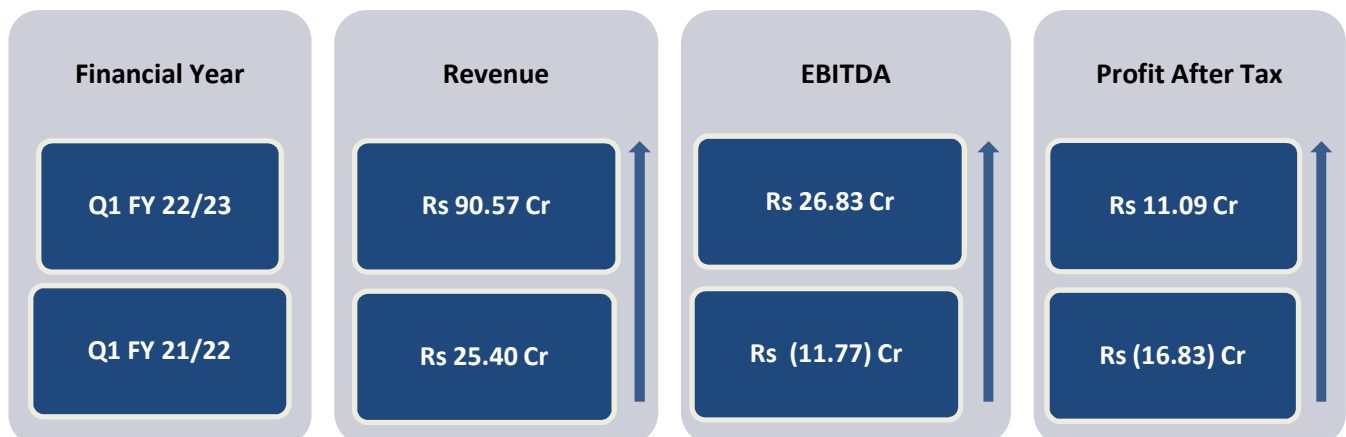 Financial Year
Revenue
EBITDA
Profit After Tax
Q1 FY 22/23
Rs 90.57 Cr
Rs 26.83 Cr
Rs 11.09 Cr
Q1 FY 21/22
Rs 25.40 Cr
Rs (11.77) Cr
Rs (16.83) Cr